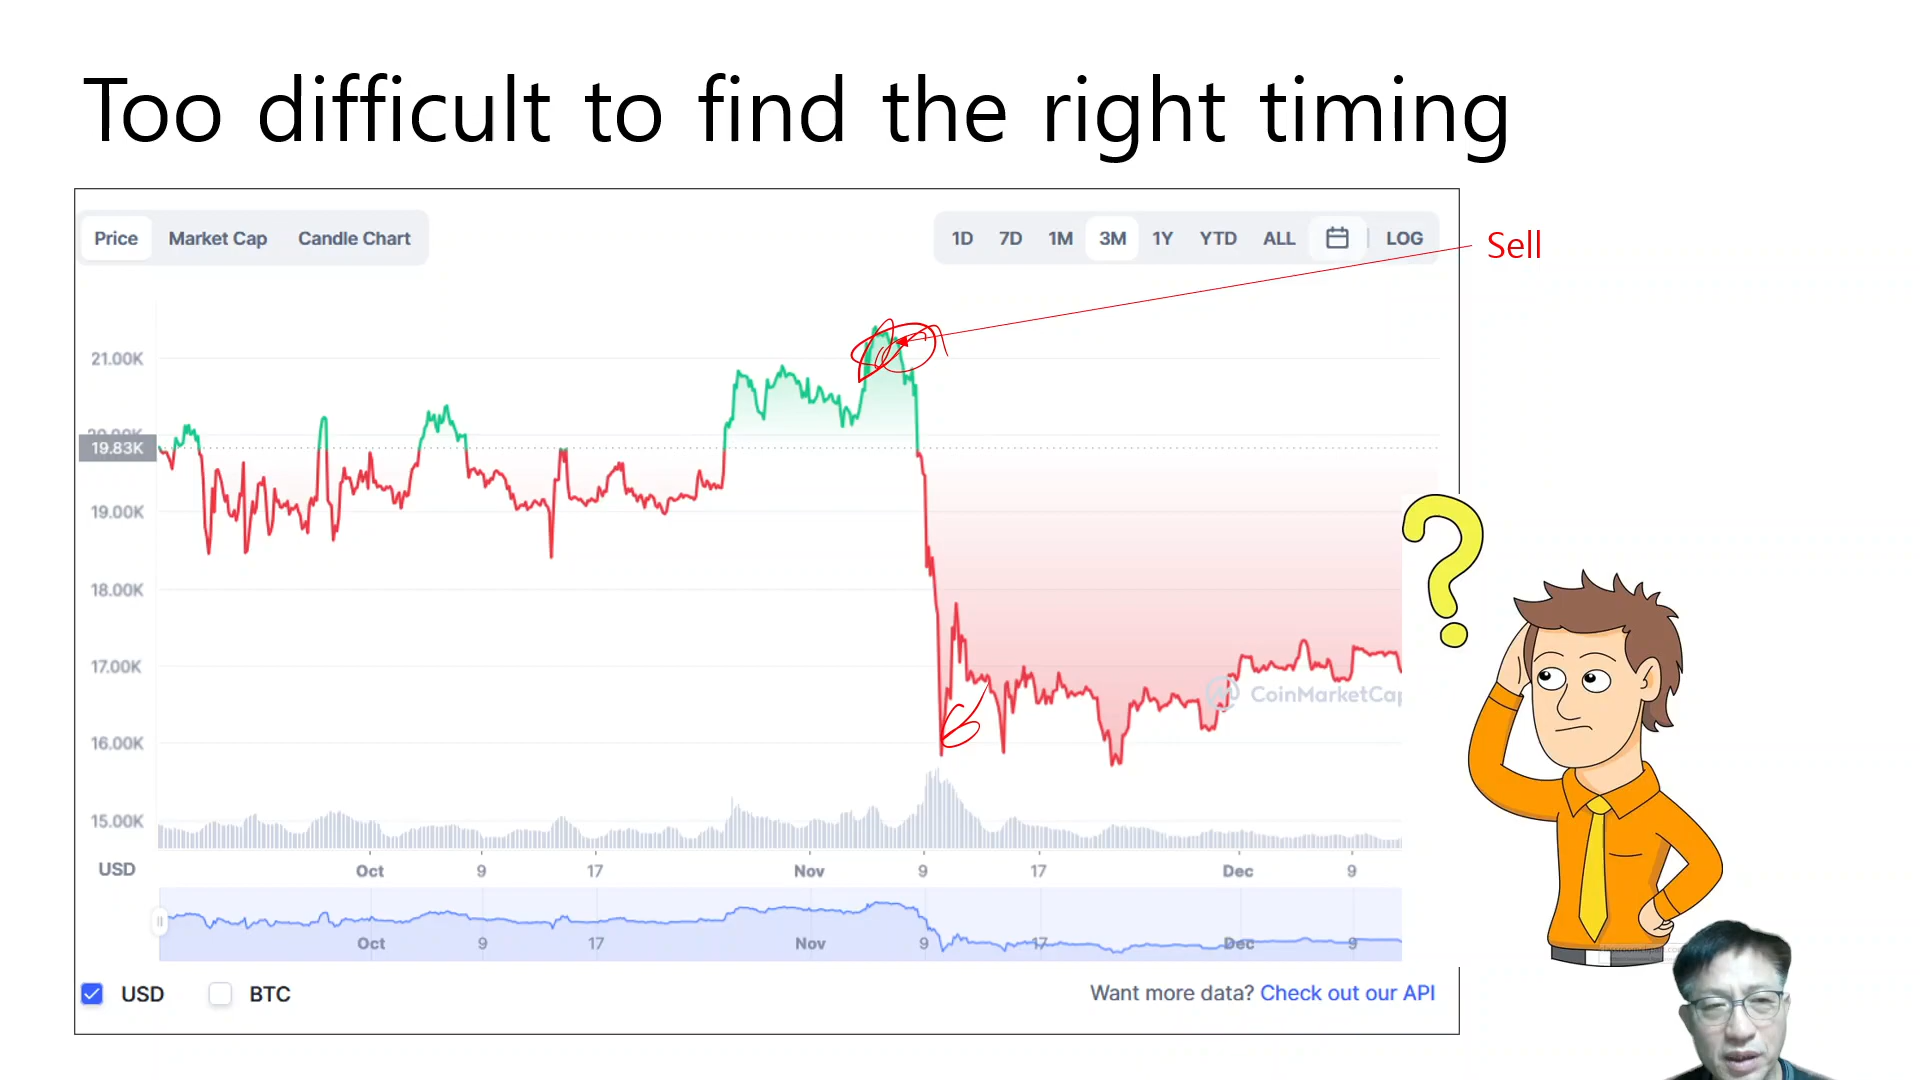 Too difficult to find the right timing
Price Market Cap Candle Chart
1D 7D 1M 3M 1Y YTD ALL LOG
Sell
21.00K
19.83K
19.00K
18.00K
17.00K
CoinMarketCap
16.00K
15.00K
USD Oct 9 17 Nov 9 17 Dec 9
Oct 9 17 Nov 9 17 Dec 9
USD BTC
Want more data? Check out our API